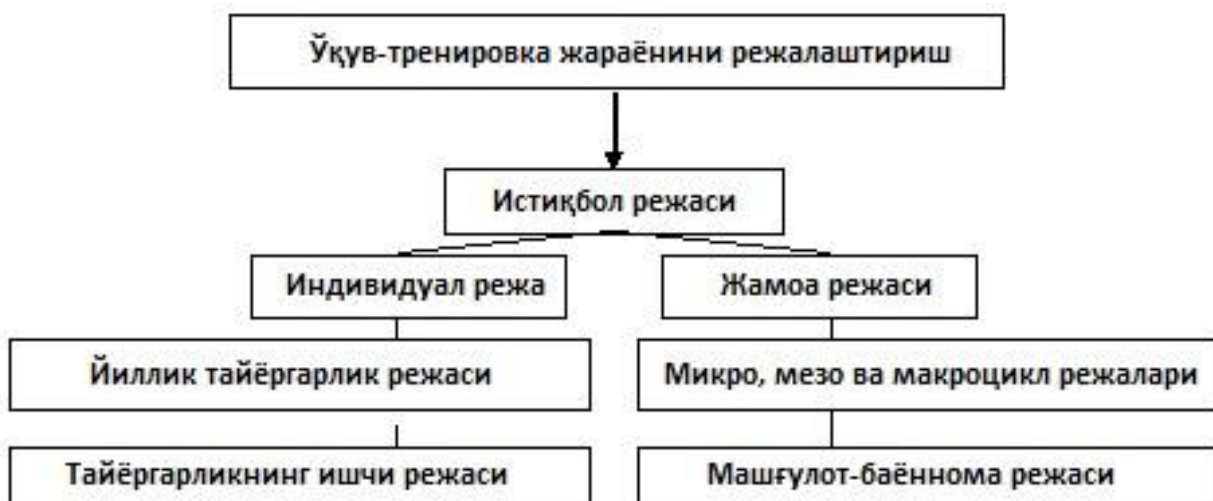 Ўқув-тренировка жараёнини режалаштириш
Истиқбол режаси
Индивидуал режа
Жамоа режаси
Йиллик тайёргарлик режаси
Микро, мезо ва макроцикл режалари
Тайёргарликнинг ишчи режаси
Машғулот-баённома режаси